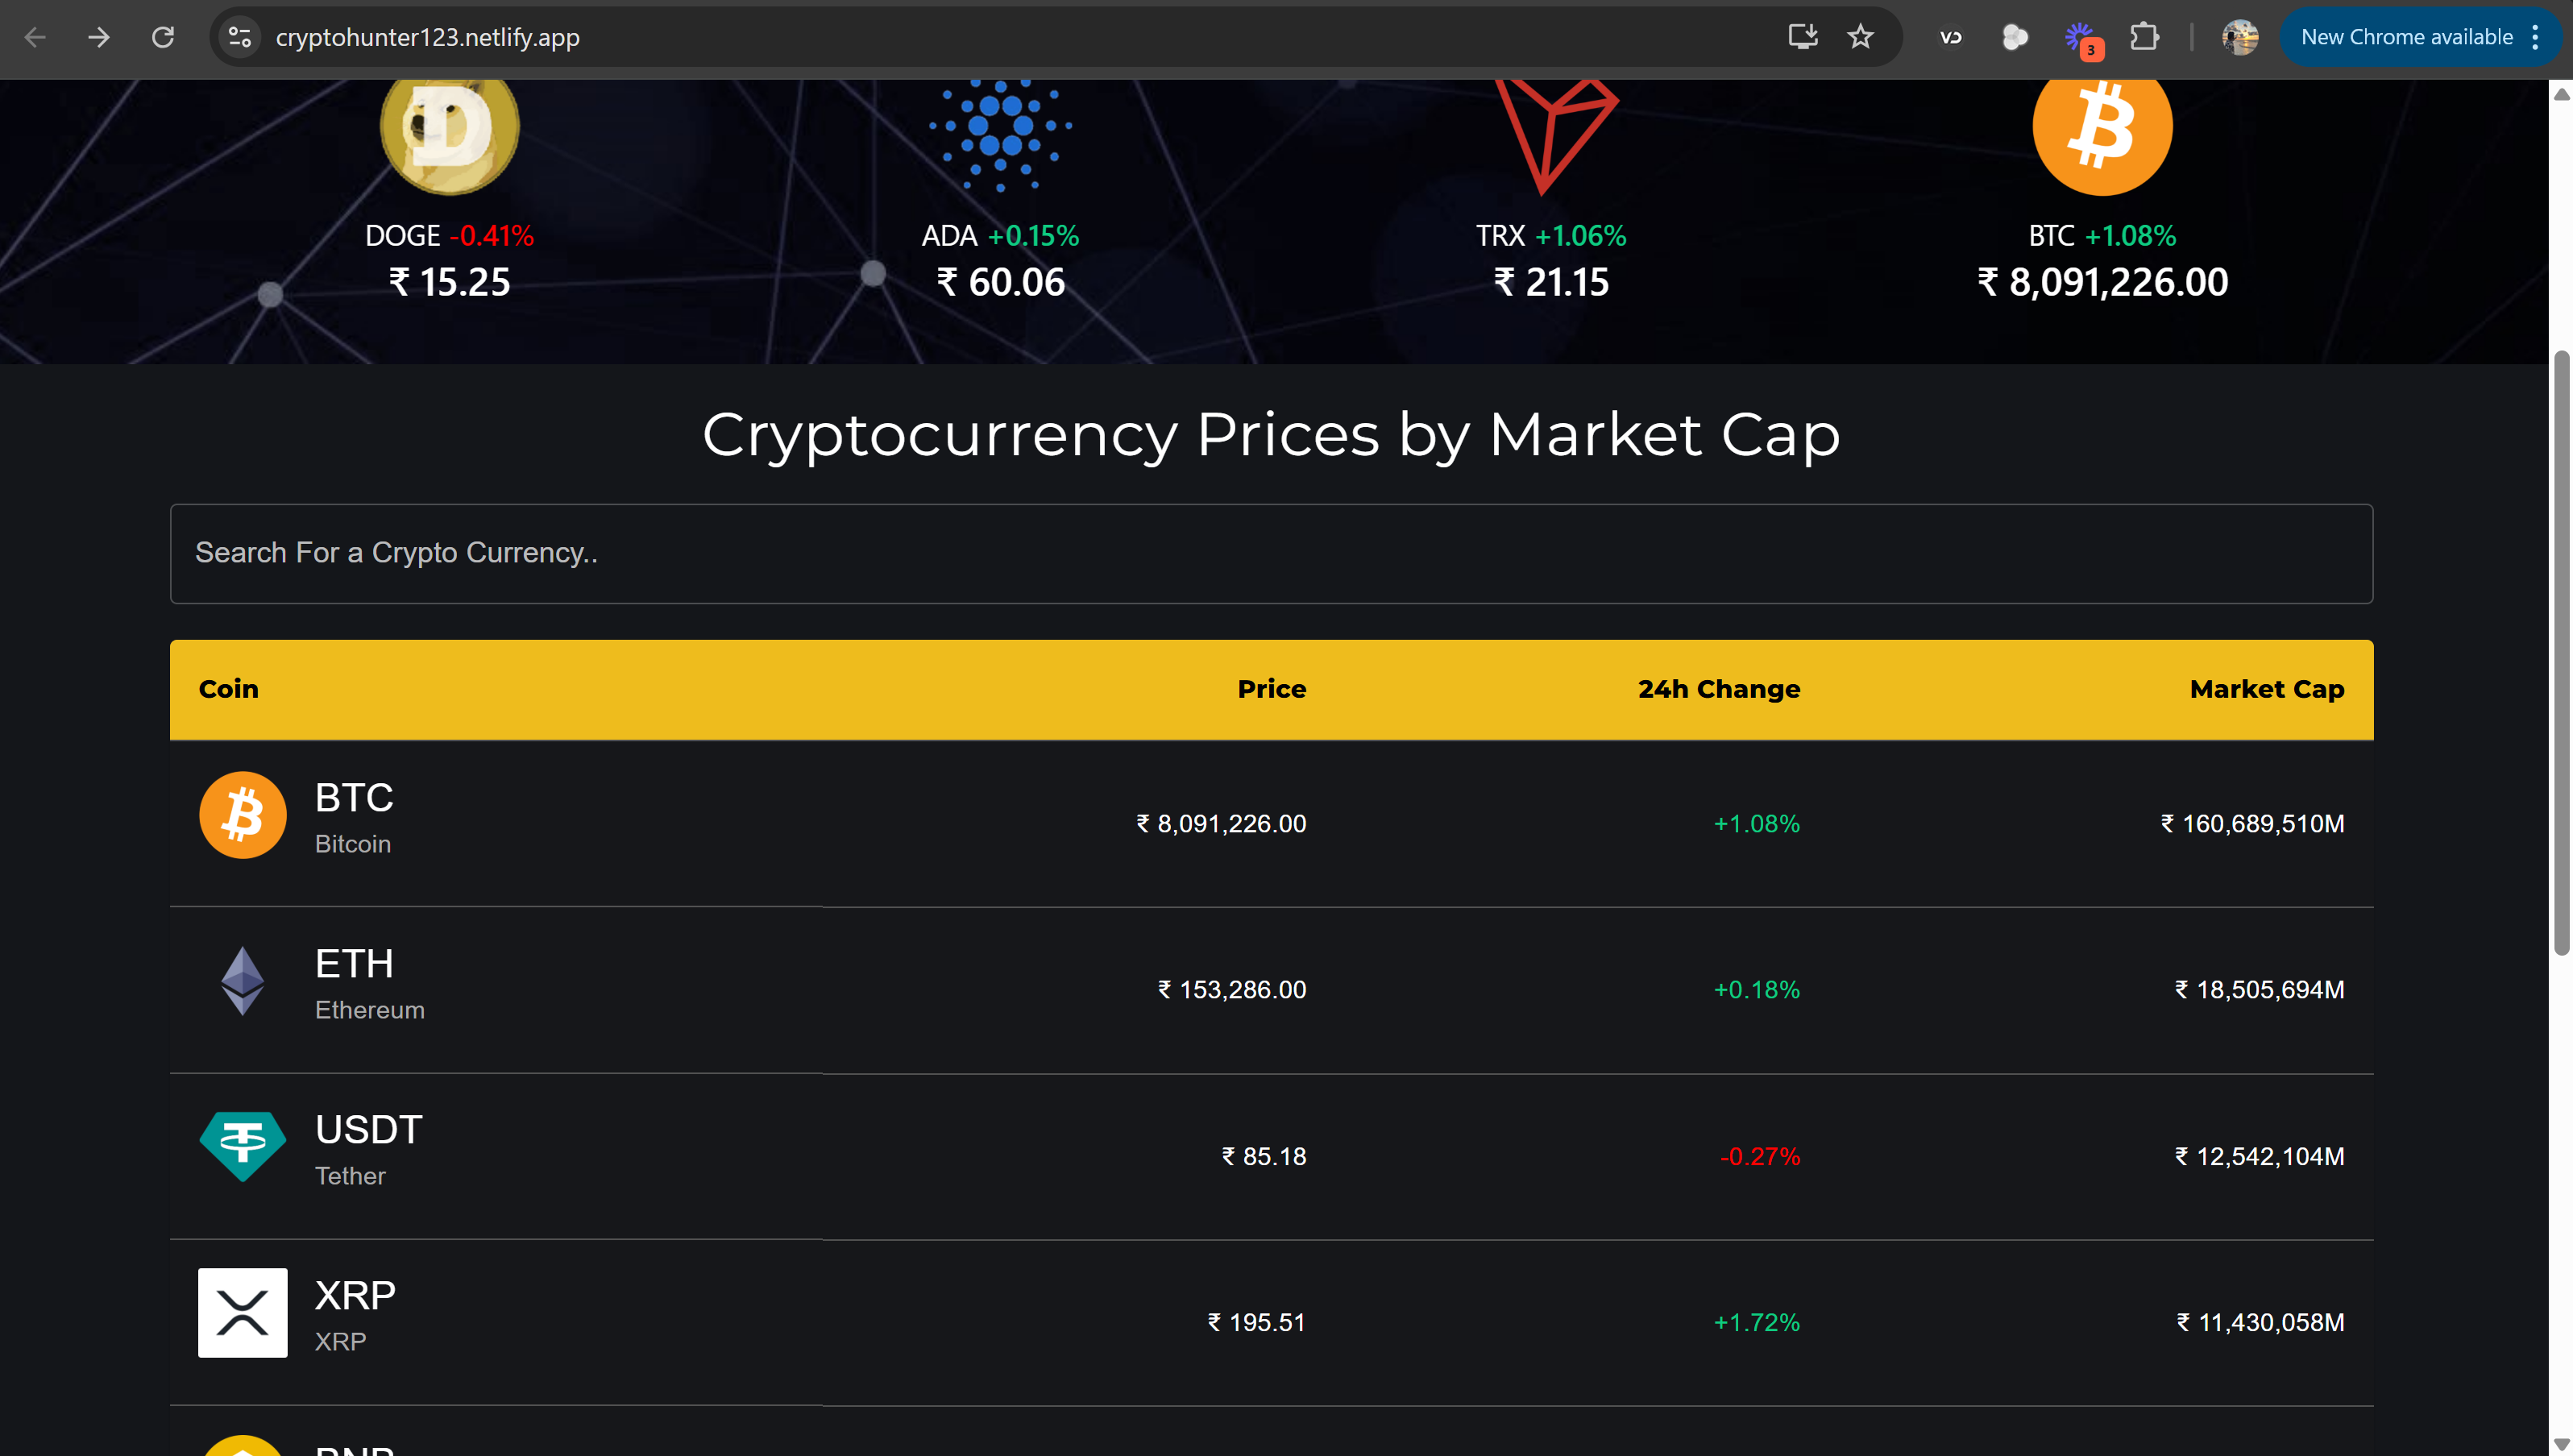 cryptohunter123.netlify.app
3
New Chrome available
DOGE -0.41%
₹ 15.25
ADA +0.15%
₹ 60.06
TRX +1.06%
₹ 21.15
BTC +1.08%
₹ 8,091,226.00
Cryptocurrency Prices by Market Cap
Search For a Crypto Currency..
Coin Price 24h Change Market Cap
BTC
Bitcoin
₹ 8,091,226.00 +1.08% ₹ 160,689,510M
ETH
Ethereum
₹ 153,286.00 +0.18% ₹ 18,505,694M
USDT
Tether
₹ 85.18 -0.27% ₹ 12,542,104M
XRP
XRP
₹ 195.51 +1.72% ₹ 11,430,058M
BNB